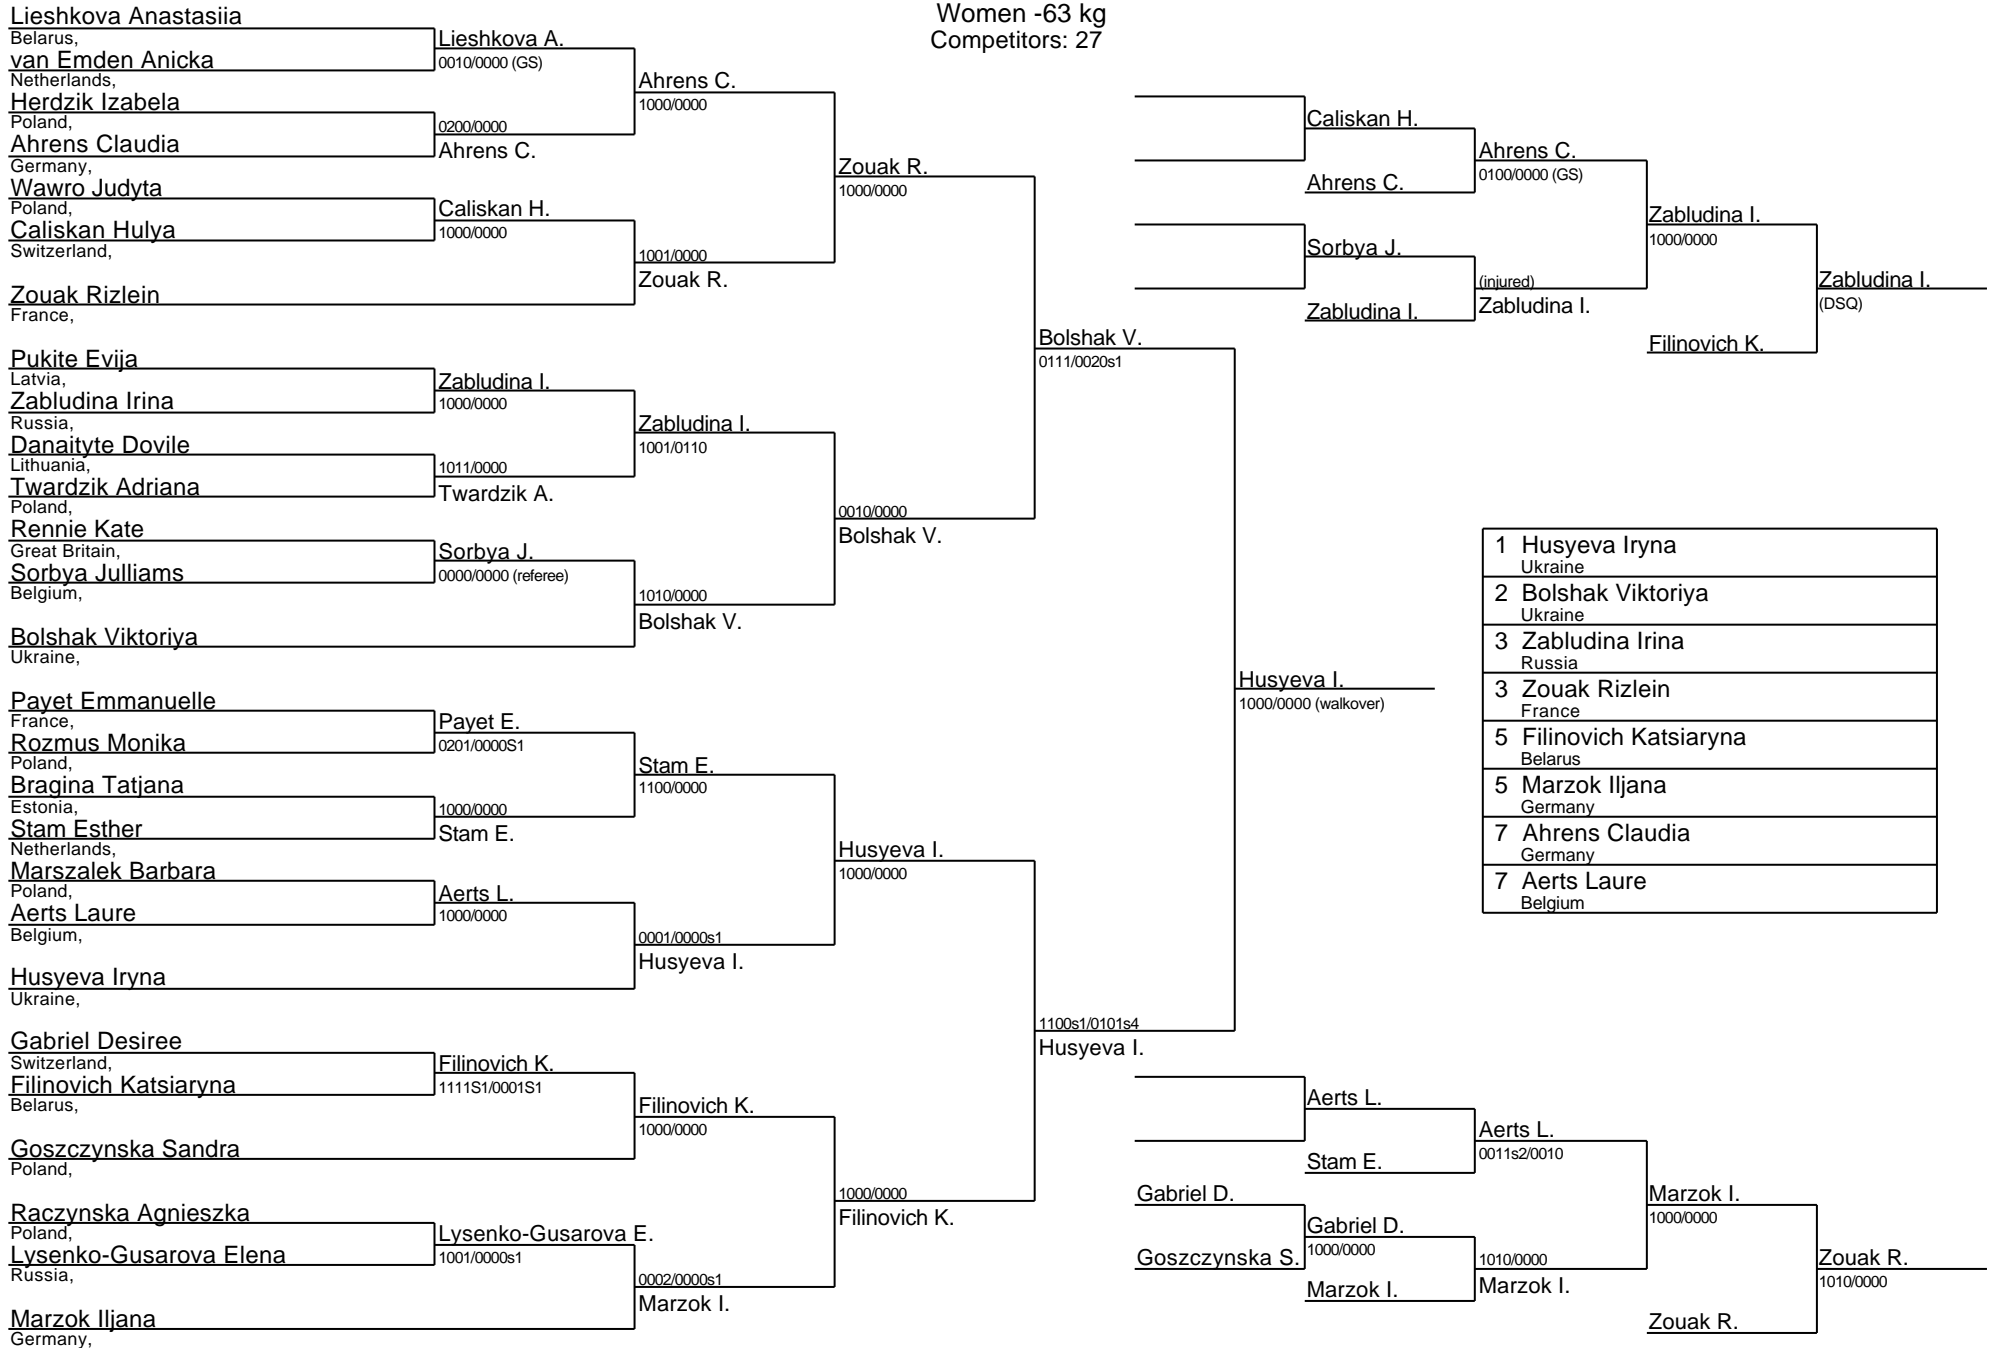 Women -63 kg
Competitors: 27
Lieshkova Anastasiia
Belarus,
van Emden Anicka
Netherlands,
Herdzik Izabela
Poland,
Ahrens Claudia
Germany,
Wawro Judyta
Poland,
Caliskan Hulya
Switzerland,
Zouak Rizlein
France,
Pukite Evija
Latvia,
Zabludina Irina
Russia,
Danaityte Dovile
Lithuania,
Twardzik Adriana
Poland,
Rennie Kate
Great Britain,
Sorbya Julliams
Belgium,
Bolshak Viktoriya
Ukraine,
Payet Emmanuelle
France,
Rozmus Monika
Poland,
Bragina Tatjana
Estonia,
Stam Esther
Netherlands,
Marszalek Barbara
Poland,
Aerts Laure
Belgium,
Husyeva Iryna
Ukraine,
Gabriel Desiree
Switzerland,
Filinovich Katsiaryna
Belarus,
Goszczynska Sandra
Poland,
Raczynska Agnieszka
Poland,
Lysenko-Gusarova Elena
Russia,
Marzok Iljana
Germany,
Lieshkova A.
0010/0000 (GS)
0200/0000
Ahrens C.
Caliskan H.
1000/0000
Zabludina I.
1000/0000
1011/0000
Twardzik A.
Sorbya J.
0000/0000 (referee)
Payet E.
0201/0000S1
1000/0000
Stam E.
Aerts L.
1000/0000
Filinovich K.
1111S1/0001S1
Lysenko-Gusarova E.
1001/0000s1
Ahrens C.
1000/0000
1001/0000
Zouak R.
Zabludina I.
1001/0110
1010/0000
Bolshak V.
Stam E.
1100/0000
0001/0000s1
Husyeva I.
Filinovich K.
1000/0000
0002/0000s1
Marzok I.
Zouak R.
1000/0000
0010/0000
Bolshak V.
Husyeva I.
1000/0000
1000/0000
Filinovich K.
Bolshak V.
0111/0020s1
1100s1/0101s4
Husyeva I.
Husyeva I.
1000/0000 (walkover)
Caliskan H.
Ahrens C.
Sorbya J.
Zabludina I.
Ahrens C.
0100/0000 (GS)
(injured)
Zabludina I.
Zabludina I.
1000/0000
Filinovich K.
Zabludina I.
(DSQ)
1 Husyeva Iryna
Ukraine
2 Bolshak Viktoriya
Ukraine
3 Zabludina Irina
Russia
3 Zouak Rizlein
France
5 Filinovich Katsiaryna
Belarus
5 Marzok Iljana
Germany
7 Ahrens Claudia
Germany
7 Aerts Laure
Belgium
Gabriel D.
Goszczynska S.
Aerts L.
Stam E.
Gabriel D.
1000/0000
Marzok I.
Aerts L.
0011s2/0010
1010/0000
Marzok I.
Marzok I.
1000/0000
Zouak R.
Zouak R.
1010/0000